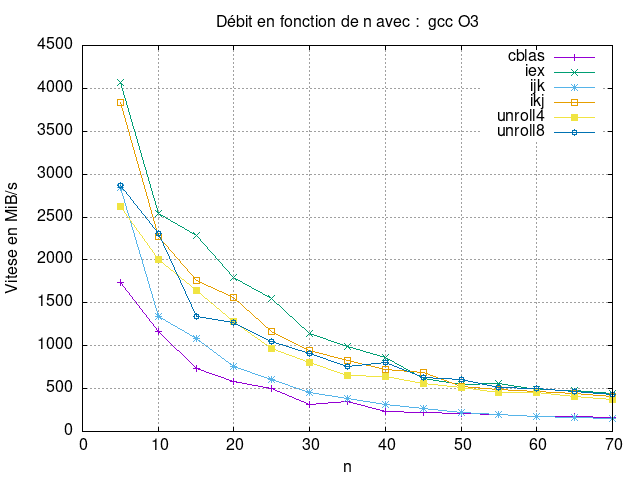 Débit en fonction de n avec : gcc O3
4500
4000
3500
3000
2500
2000
1500
1000
500
0
Vitese en MiB/s
cblas
iex
ijk
ikj
unroll4
unroll8
0 10 20 30 40 50 60 70
n